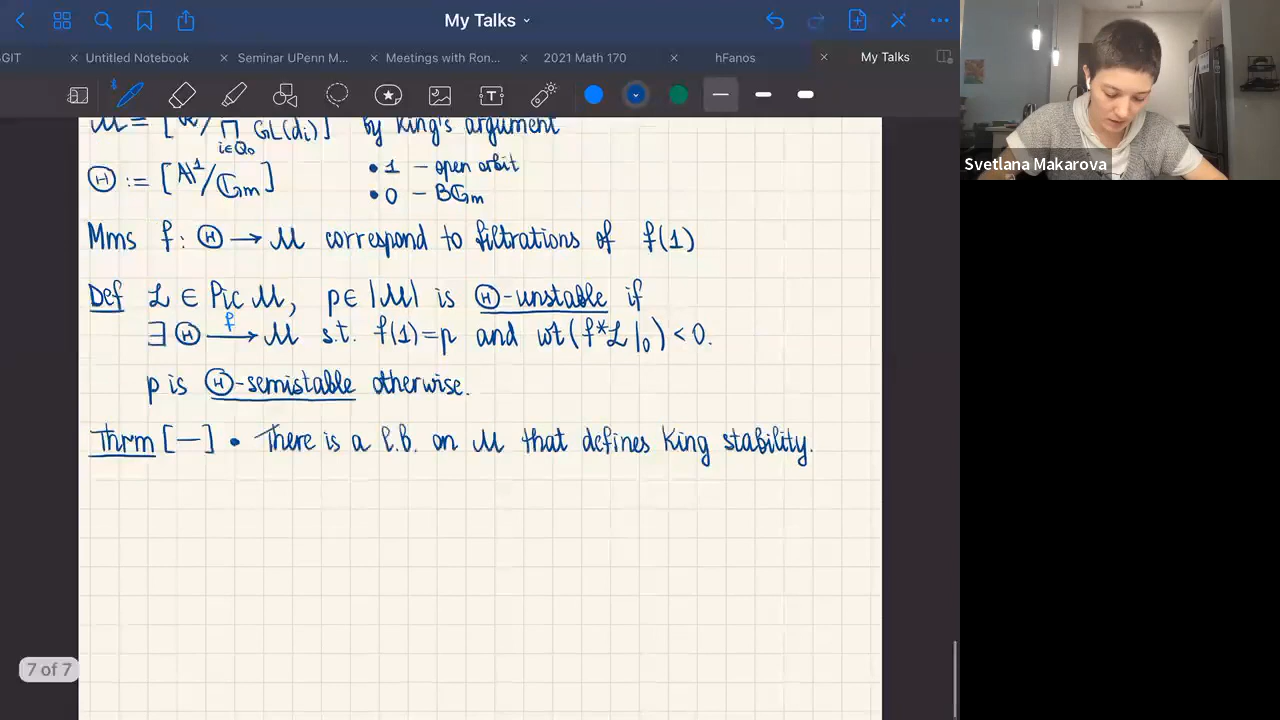 My Talks
GIT
Untitled Notebook
Seminar UPenn M...
Meetings with Ron...
2021 Math 170
hFanos
My Talks
Svetlana Makarova
𝓜 = [ R/∏_{i∈Q₀} GL(dᵢ)] by King's argument
Ⓗ := [𝔸¹/𝔾m] • 1 — open orbit
• 0 — B𝔾m
Mms f: Ⓗ → 𝓜 correspond to filtrations of f(1)
Def 𝓛 ∈ Pic 𝓜, p ∈ |𝓜| is Ⓗ-unstable if
∃ Ⓗ —f→ 𝓜 s.t. f(1)=p and wt(f*𝓛|₀) < 0.
p is Ⓗ-semistable otherwise.
Thrm [—] • There is a l.b. on 𝓜 that defines King stability.
7 of 7